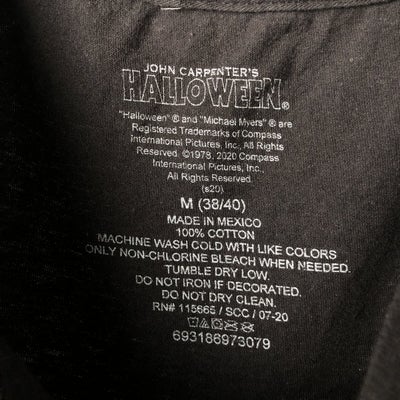 JOHN CARPENTER'S
HALLOWEEN®
"Halloween" ® and "Michael Myers" ® are
Registered Trademarks of Compass
International Pictures, Inc., All Rights
Reserved. ©1978, 2020 Compass
International Pictures, Inc.,
All Rights Reserved.
(s20)
M (38/40)
MADE IN MEXICO
100% COTTON
MACHINE WASH COLD WITH LIKE COLORS
ONLY NON-CHLORINE BLEACH WHEN NEEDED.
TUMBLE DRY LOW.
DO NOT IRON IF DECORATED.
DO NOT DRY CLEAN.
RN# 115665 / SCC / 07-20
693186973079